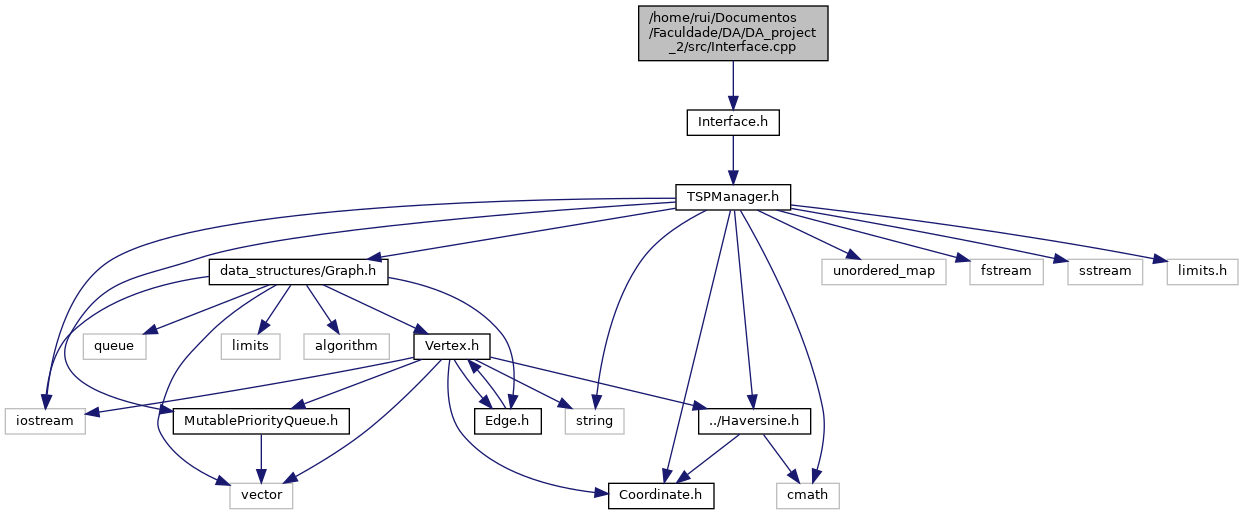 /home/rui/Documentos
/Faculdade/DA/DA_project
_2/src/Interface.cpp
Interface.h
TSPManager.h
data_structures/Graph.h
unordered_map
fstream
sstream
limits.h
queue
limits
algorithm
Vertex.h
iostream
MutablePriorityQueue.h
Edge.h
string
../Haversine.h
vector
Coordinate.h
cmath